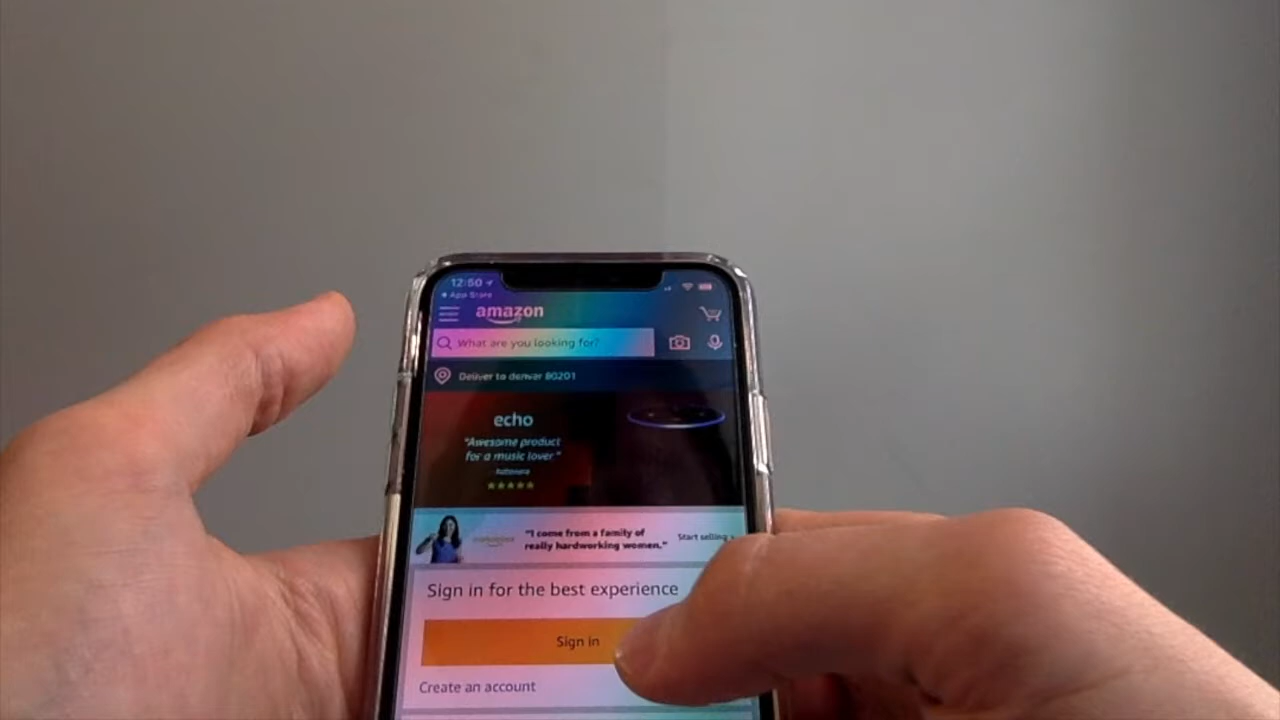 12:50
App Store
amazon
What are you looking for?
Deliver to denver 80201
echo
"Awesome product
for a music lover."
"I come from a family of
really hardworking women."
Start selling ›
Sign in for the best experience
Sign in
Create an account